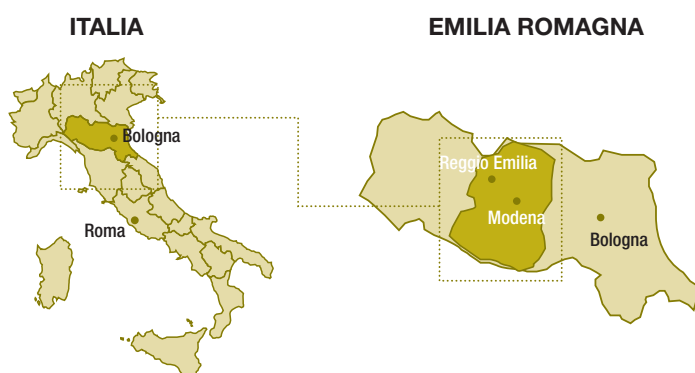 ITALIA
Bologna
Roma
EMILIA ROMAGNA
Reggio Emilia
Modena
Bologna